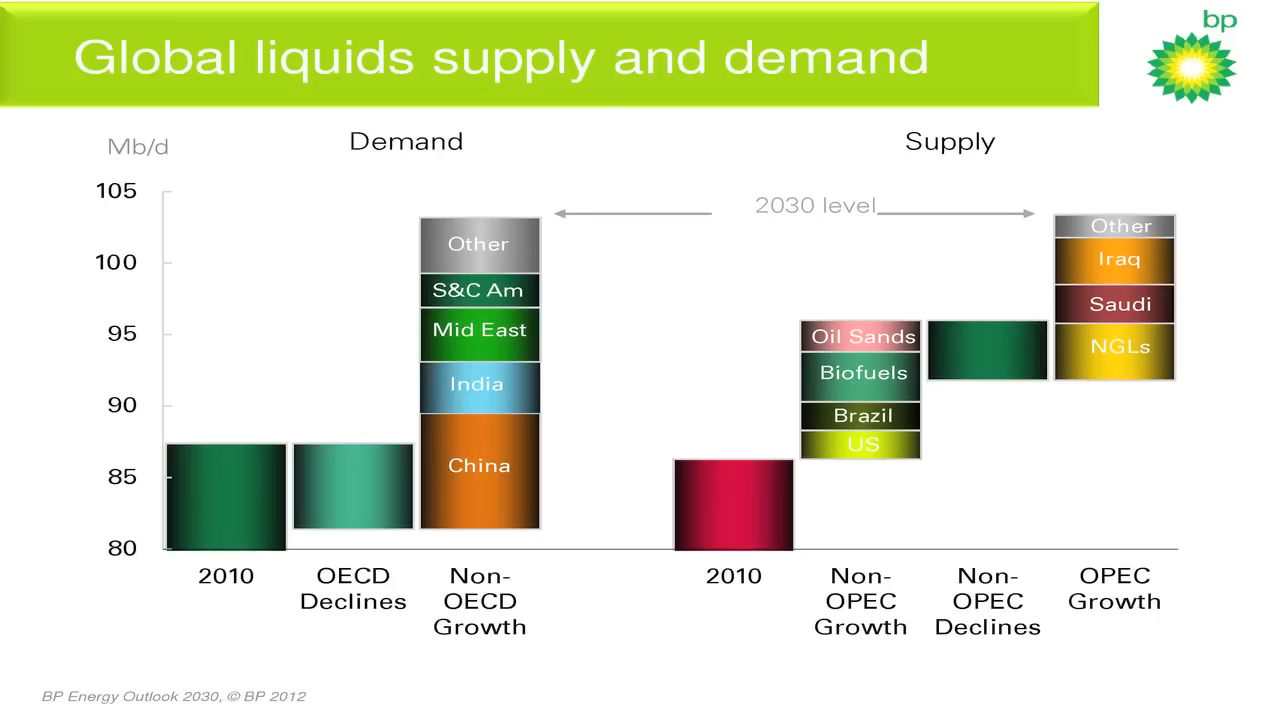 bp
Global liquids supply and demand
Mb/d
Demand
Supply
105
100
95
90
85
80
2030 level
Other
S&C Am
Mid East
India
China
Oil Sands
Biofuels
Brazil
US
Other
Iraq
Saudi
NGLs
2010
OECD
Declines
Non-
OECD
Growth
2010
Non-
OPEC
Growth
Non-
OPEC
Declines
OPEC
Growth
BP Energy Outlook 2030, © BP 2012